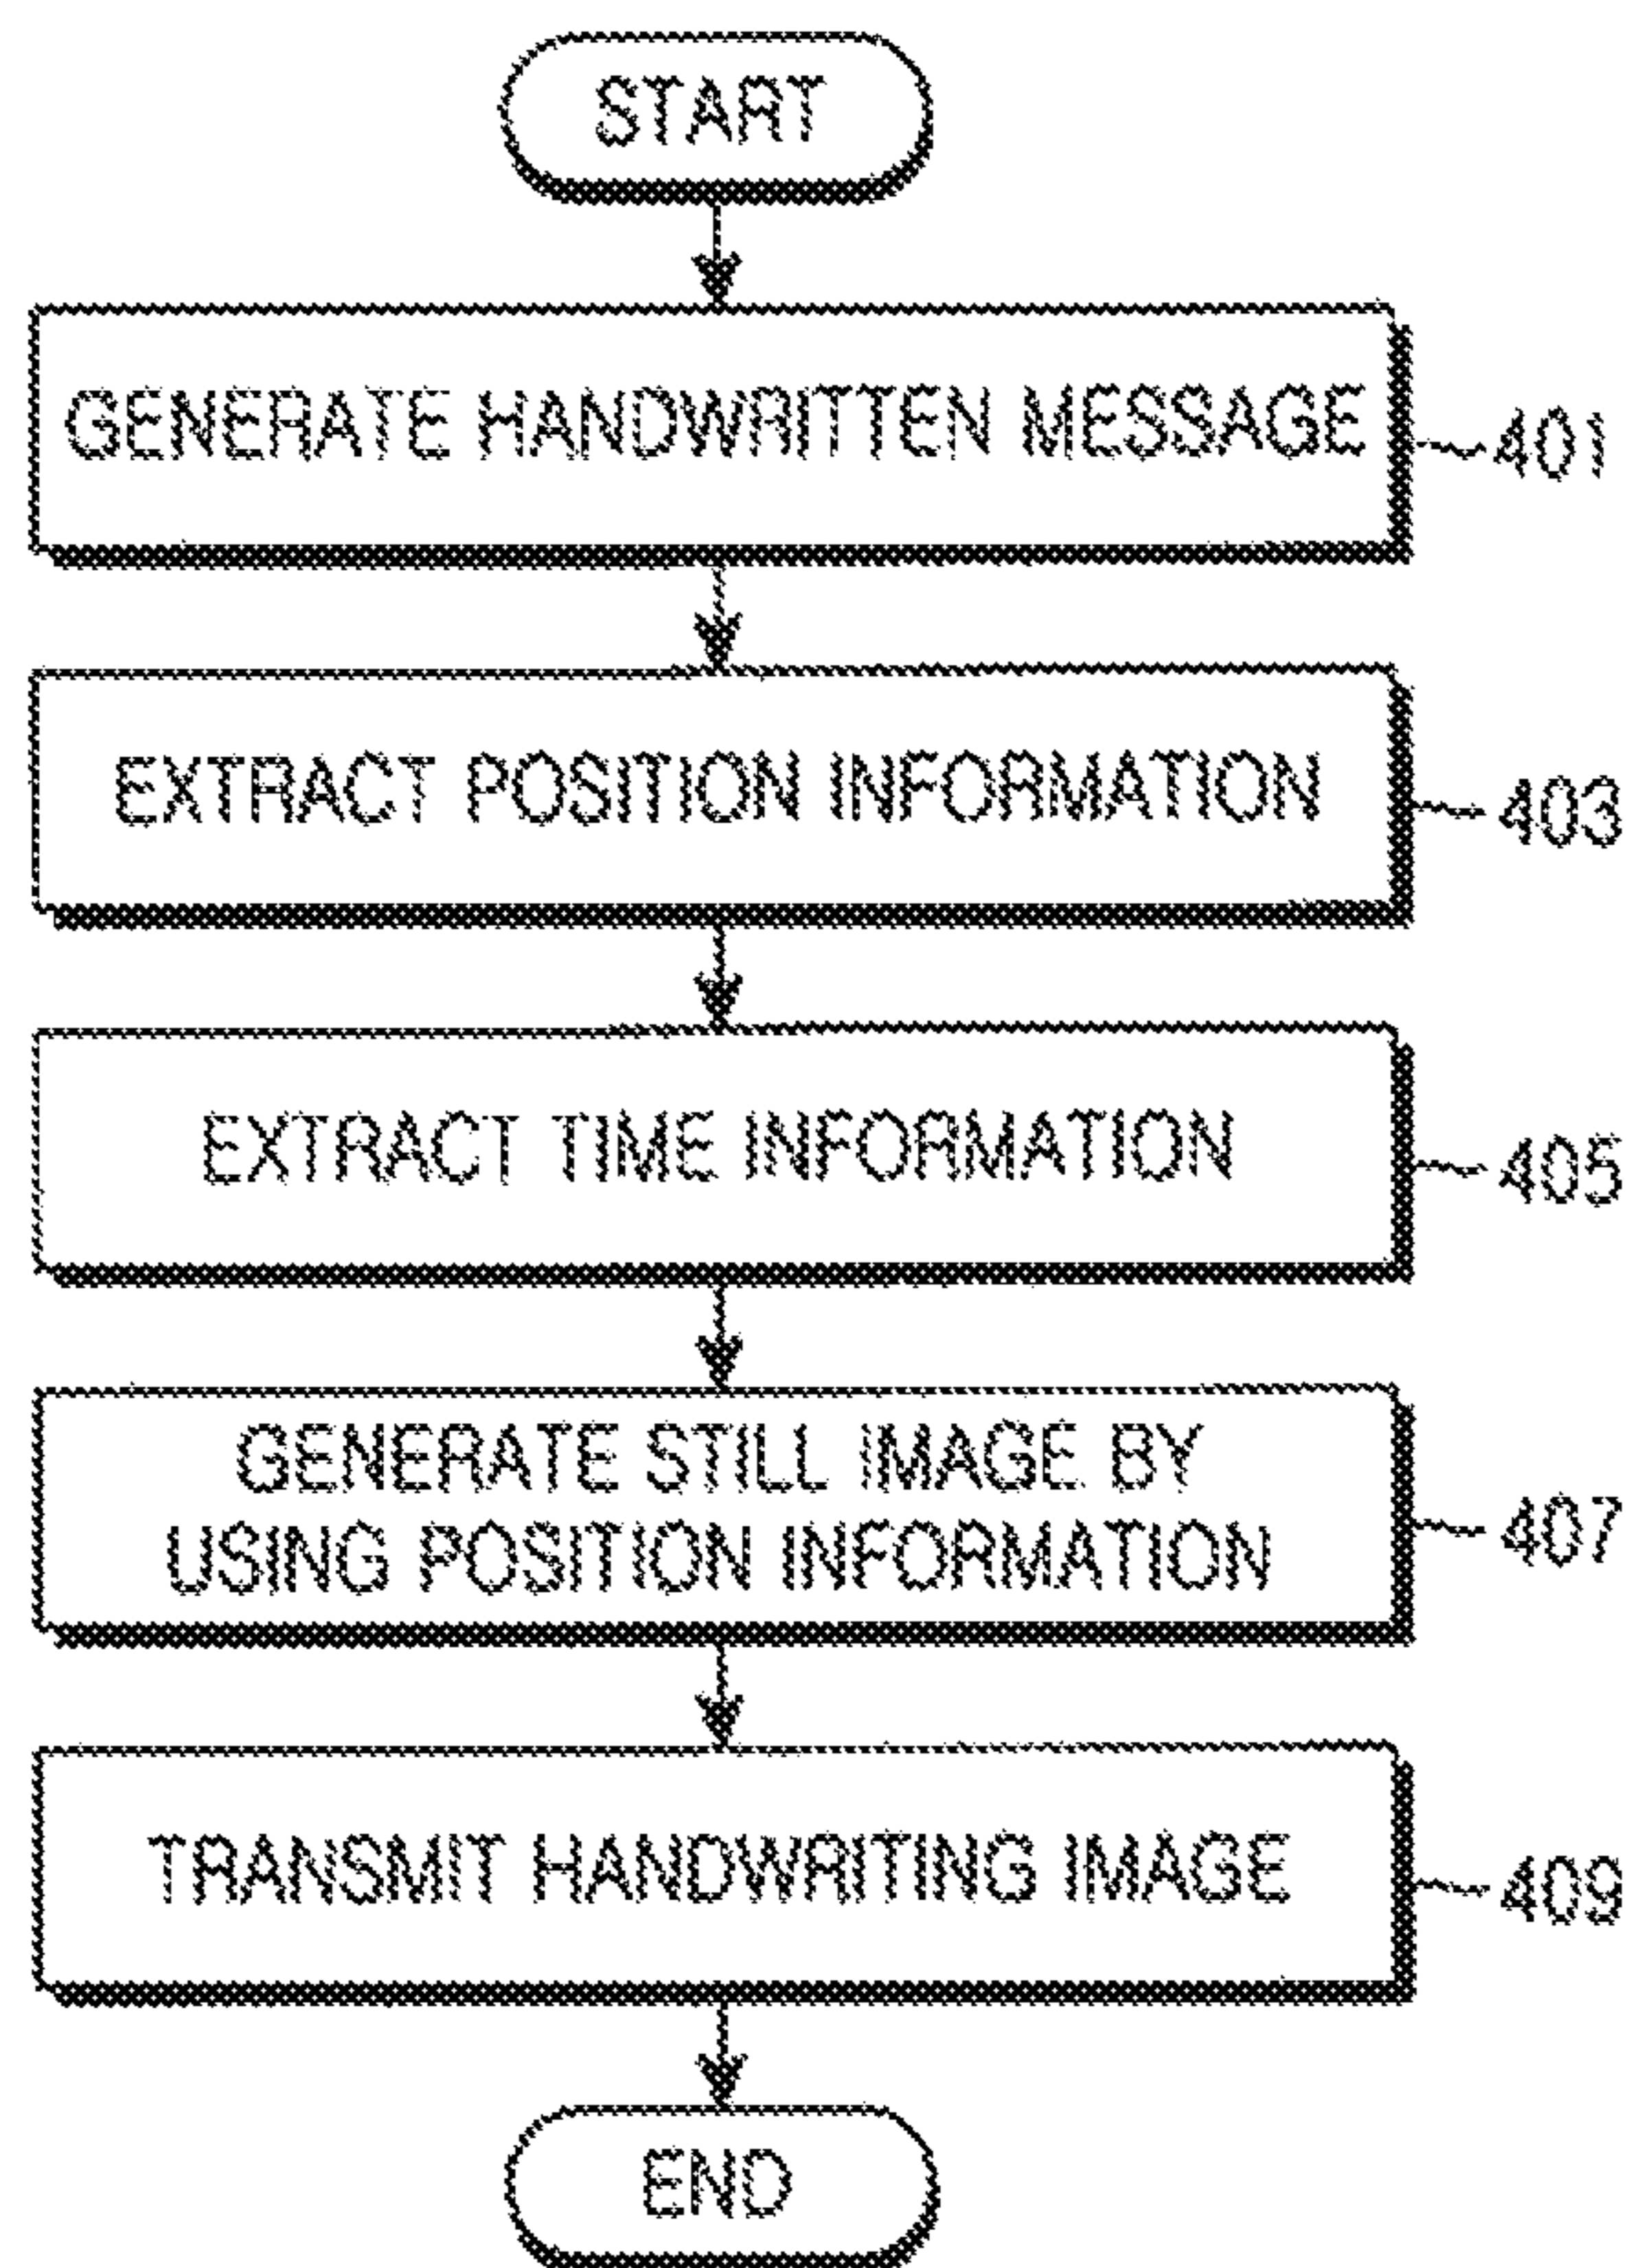 START
GENERATE HANDWRITTEN MESSAGE
401
EXTRACT POSITION INFORMATION
403
EXTRACT TIME INFORMATION
405
GENERATE STILL IMAGE BY
USING POSITION INFORMATION
407
TRANSMIT HANDWRITING IMAGE
409
END